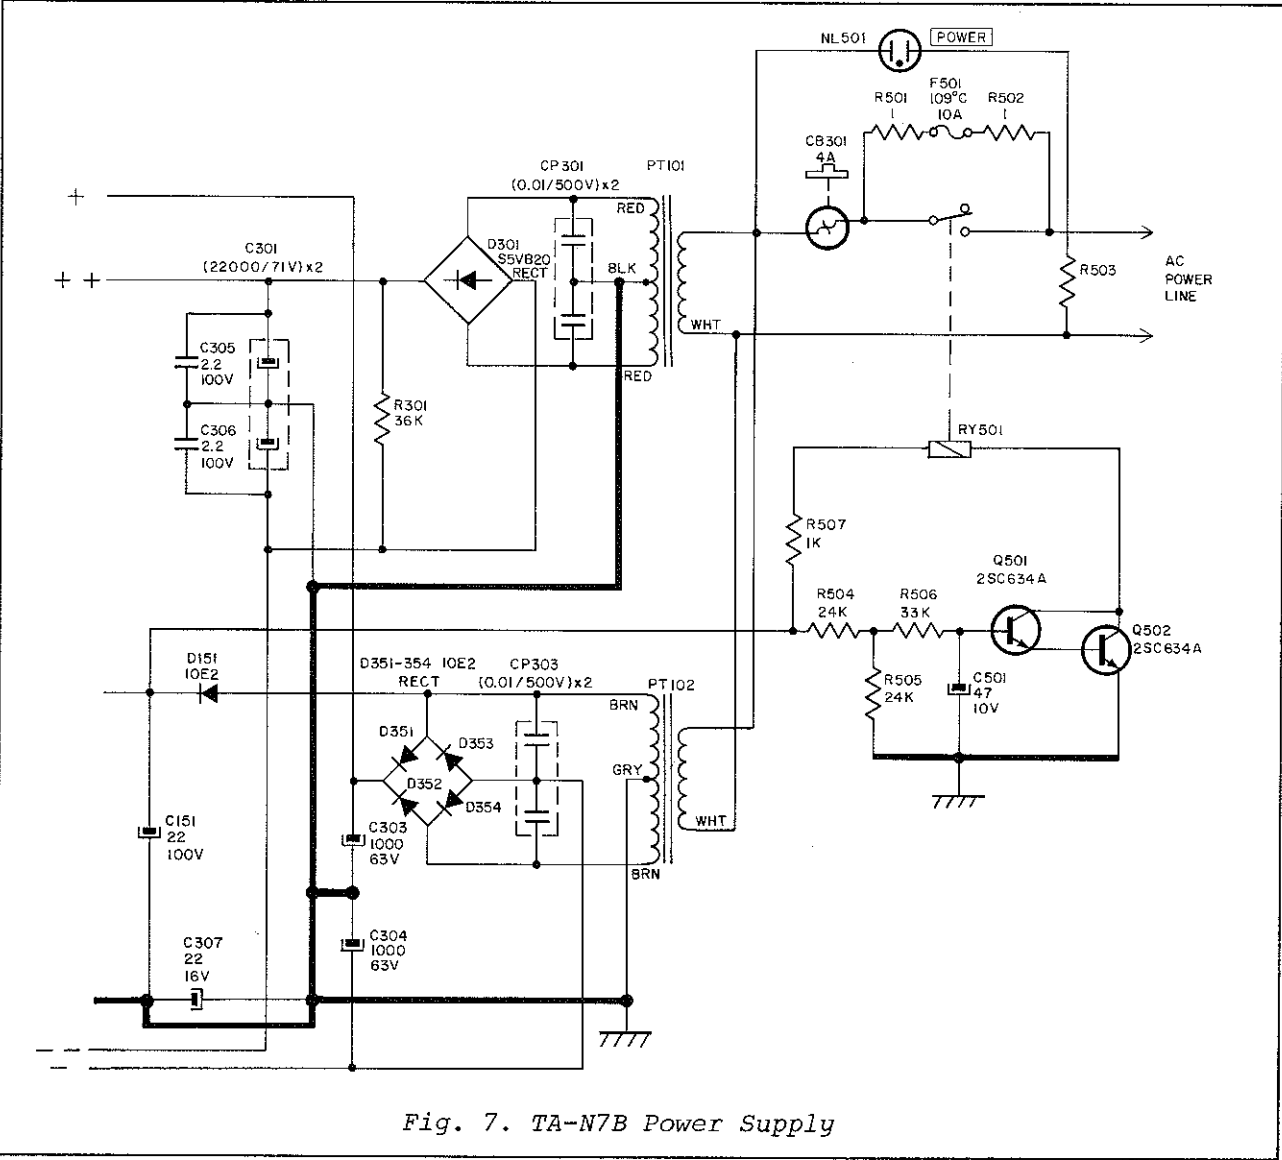 NL501 POWER
F501
109°C
10A
R501
1
R502
1
CB301
4A
CP301
(0.01/500V)x2
PT101
RED
+
C301
(22000/71V)x2
D301
S5VB20
RECT
BLK
+ +
R503
AC
POWER
LINE
WHT
RED
C305
2.2
100V
R301
36K
C306
2.2
100V
RY501
R507
1K
Q501
2SC634A
R504
24K
R506
33K
Q502
2SC634A
D151
10E2
D351-354 10E2
RECT
CP303
(0.01/500V)x2
PT102
BRN
R505
24K
C501
47
10V
D351
D353
GRY
D352
D354
C151
22
100V
C303
1000
63V
WHT
BRN
C307
22
16V
C304
1000
63V
— —
—
Fig. 7. TA-N7B Power Supply